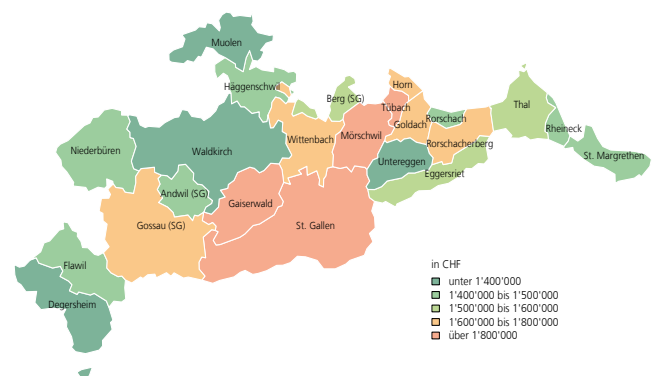 Muolen
Häggenschwil
Berg (SG)
Horn
Tübach
Thal
Goldach
Rorschach
Rheineck
Wittenbach
Mörschwil
Rorschacherberg
Niederbüren
Waldkirch
Untereggen
St. Margrethen
Eggersriet
Andwil (SG)
Gaiserwald
Gossau (SG)
St. Gallen
Flawil
Degersheim
in CHF
unter 1'400'000
1'400'000 bis 1'500'000
1'500'000 bis 1'600'000
1'600'000 bis 1'800'000
über 1'800'000